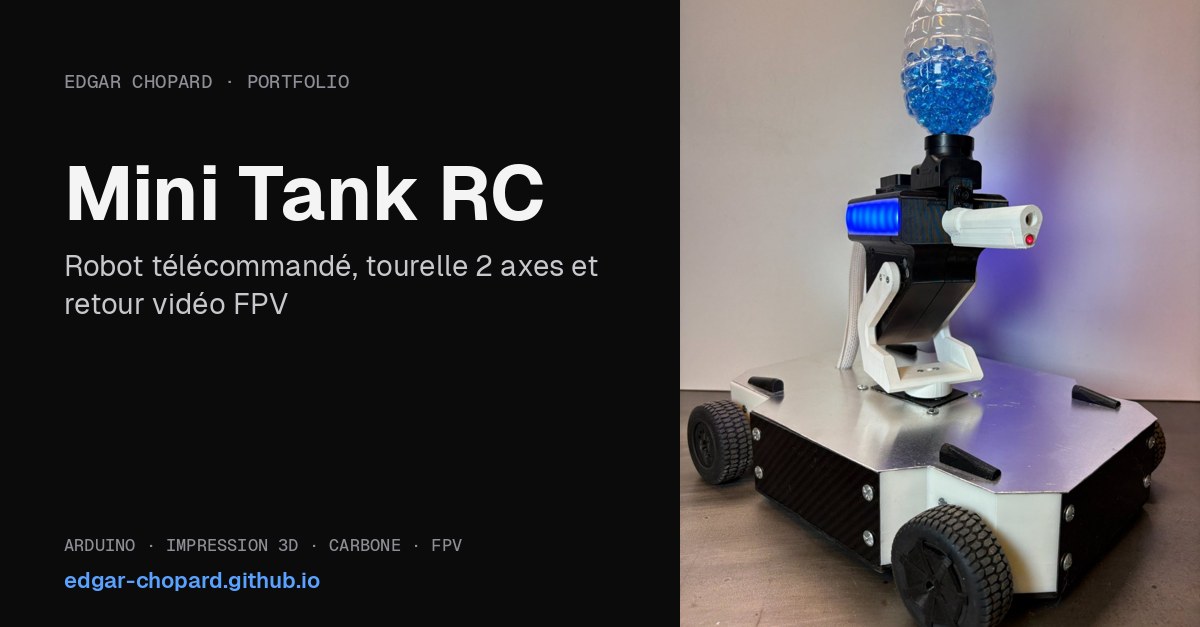 EDGAR CHOPARD · PORTFOLIO
Mini Tank RC
Robot télécommandé, tourelle 2 axes et
retour vidéo FPV
ARDUINO · IMPRESSION 3D · CARBONE · FPV
edgar-chopard.github.io